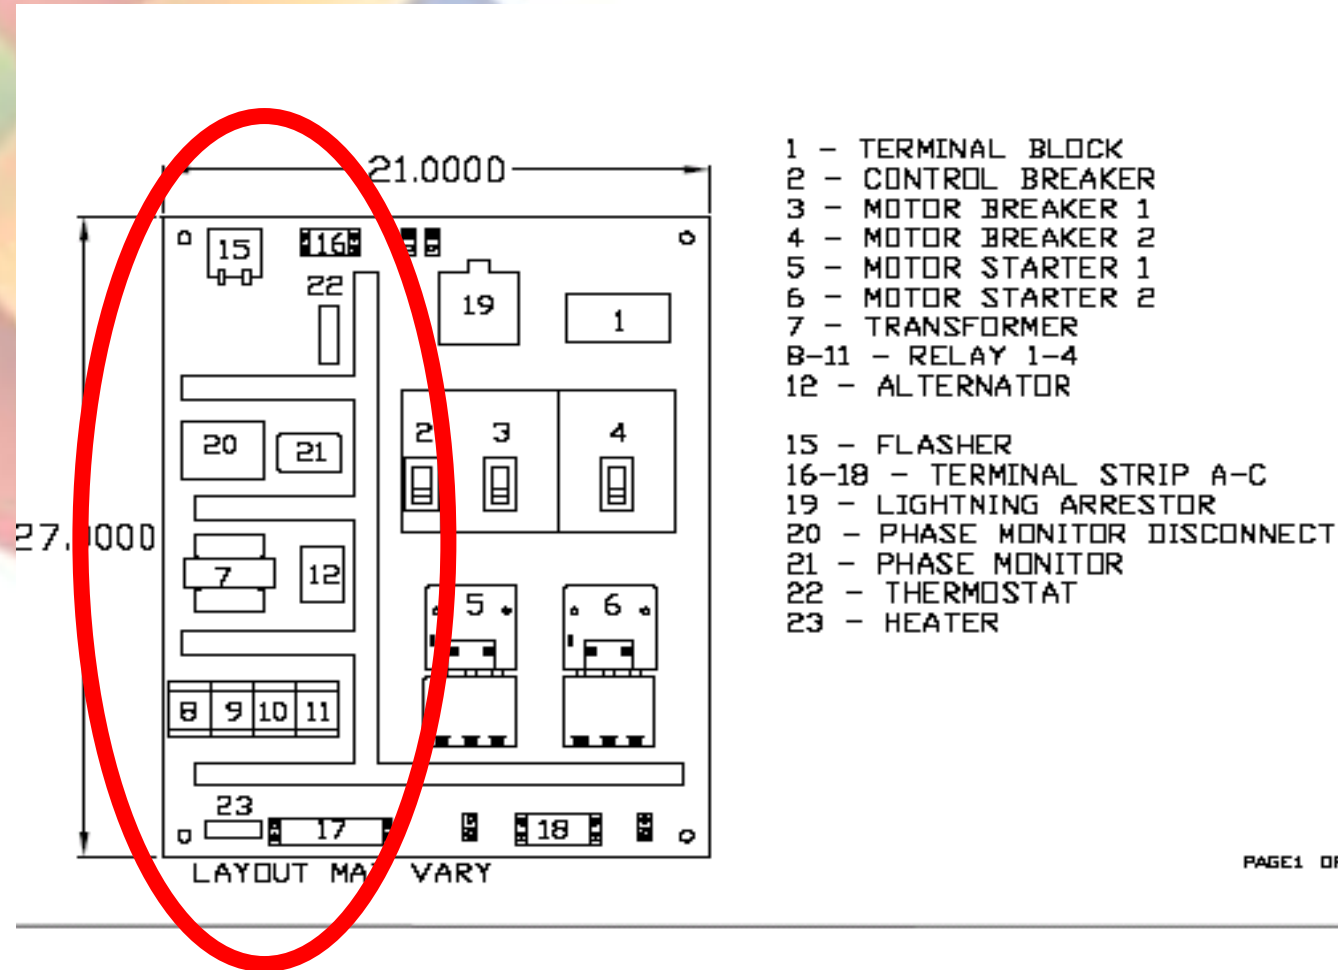 21.000D
1 - TERMINAL BLOCK
2 - CONTROL BREAKER
3 - MOTOR BREAKER 1
4 - MOTOR BREAKER 2
5 - MOTOR STARTER 1
6 - MOTOR STARTER 2
7 - TRANSFORMER
8-11 - RELAY 1-4
12 - ALTERNATOR
15 - FLASHER
16-18 - TERMINAL STRIP A-C
19 - LIGHTNING ARRESTOR
20 - PHASE MONITOR DISCONNECT
21 - PHASE MONITOR
22 - THERMOSTAT
23 - HEATER
15
16
22
19
1
2
3
4
20
21
27.000D
7
12
5
6
8 9 10 11
23
17
18
LAYOUT MAY VARY
PAGE1